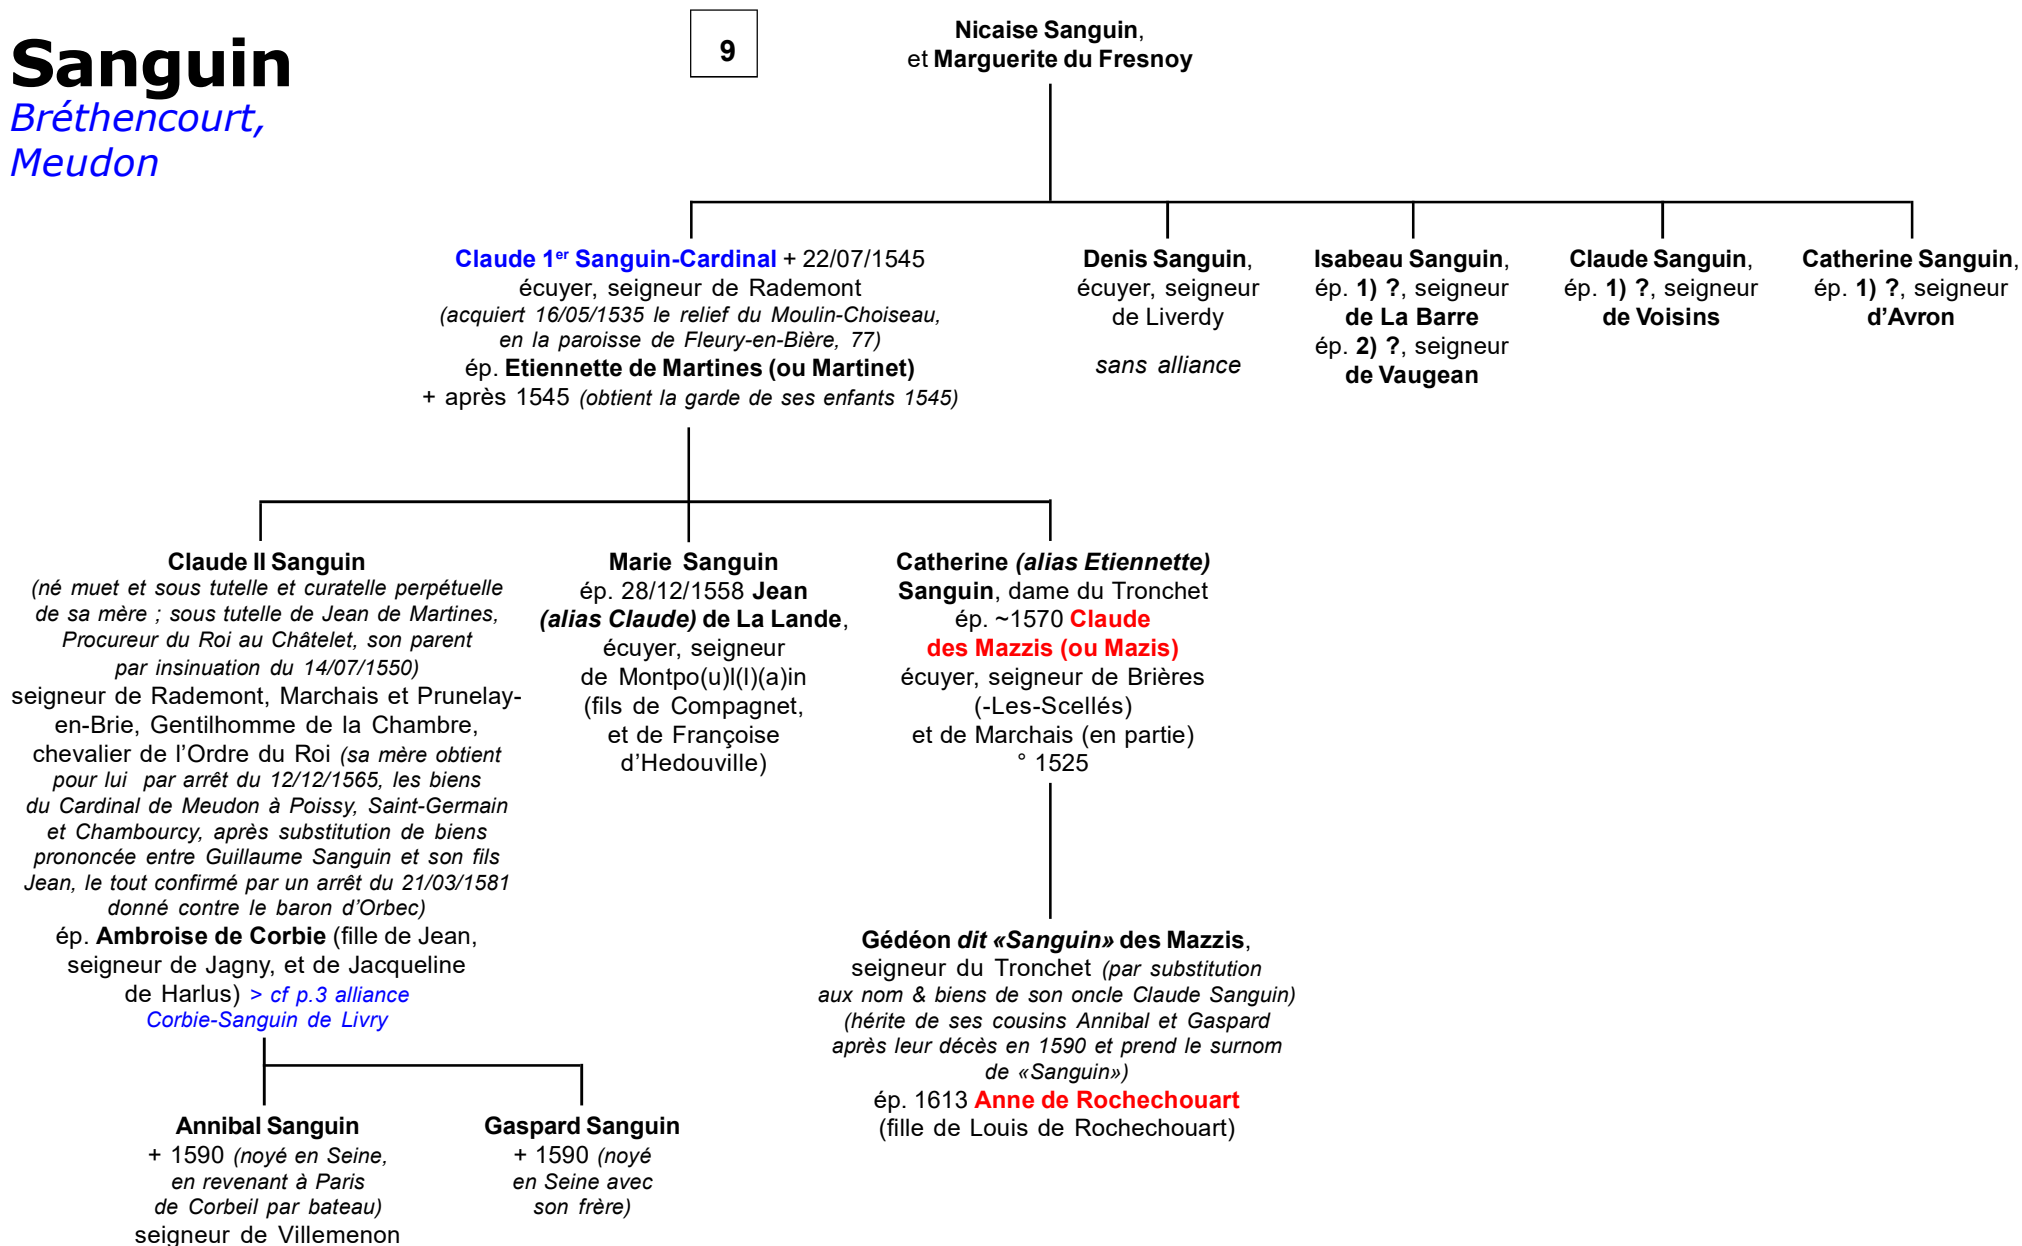 Sanguin
Bréthencourt,
Meudon
9
Nicaise Sanguin,
et Marguerite du Fresnoy
Claude 1er Sanguin-Cardinal + 22/07/1545
écuyer, seigneur de Rademont
(acquiert 16/05/1535 le relief du Moulin-Choiseau,
en la paroisse de Fleury-en-Bière, 77)
ép. Etiennette de Martines (ou Martinet)
+ après 1545 (obtient la garde de ses enfants 1545)
Denis Sanguin,
écuyer, seigneur
de Liverdy
sans alliance
Isabeau Sanguin,
ép. 1) ?, seigneur
de La Barre
ép. 2) ?, seigneur
de Vaugean
Claude Sanguin,
ép. 1) ?, seigneur
de Voisins
Catherine Sanguin,
ép. 1) ?, seigneur
d'Avron
Claude II Sanguin
(né muet et sous tutelle et curatelle perpétuelle
de sa mère ; sous tutelle de Jean de Martines,
Procureur du Roi au Châtelet, son parent
par insinuation du 14/07/1550)
seigneur de Rademont, Marchais et Prunelay-
en-Brie, Gentilhomme de la Chambre,
chevalier de l'Ordre du Roi (sa mère obtient
pour lui par arrêt du 12/12/1565, les biens
du Cardinal de Meudon à Poissy, Saint-Germain
et Chambourcy, après substitution de biens
prononcée entre Guillaume Sanguin et son fils
Jean, le tout confirmé par un arrêt du 21/03/1581
donné contre le baron d'Orbec)
ép. Ambroise de Corbie (fille de Jean,
seigneur de Jagny, et de Jacqueline
de Harlus) > cf p.3 alliance
Corbie-Sanguin de Livry
Marie Sanguin
ép. 28/12/1558 Jean
(alias Claude) de La Lande,
écuyer, seigneur
de Montpo(u)l(l)(a)in
(fils de Compagnet,
et de Françoise
d'Hedouville)
Catherine (alias Etiennette)
Sanguin, dame du Tronchet
ép. ~1570 Claude
des Mazzis (ou Mazis)
écuyer, seigneur de Brières
(-Les-Scellés)
et de Marchais (en partie)
° 1525
Gédéon dit «Sanguin» des Mazzis,
seigneur du Tronchet (par substitution
aux nom & biens de son oncle Claude Sanguin)
(hérite de ses cousins Annibal et Gaspard
après leur décès en 1590 et prend le surnom
de «Sanguin»)
ép. 1613 Anne de Rochechouart
(fille de Louis de Rochechouart)
Annibal Sanguin
+ 1590 (noyé en Seine,
en revenant à Paris
de Corbeil par bateau)
seigneur de Villemenon
Gaspard Sanguin
+ 1590 (noyé
en Seine avec
son frère)